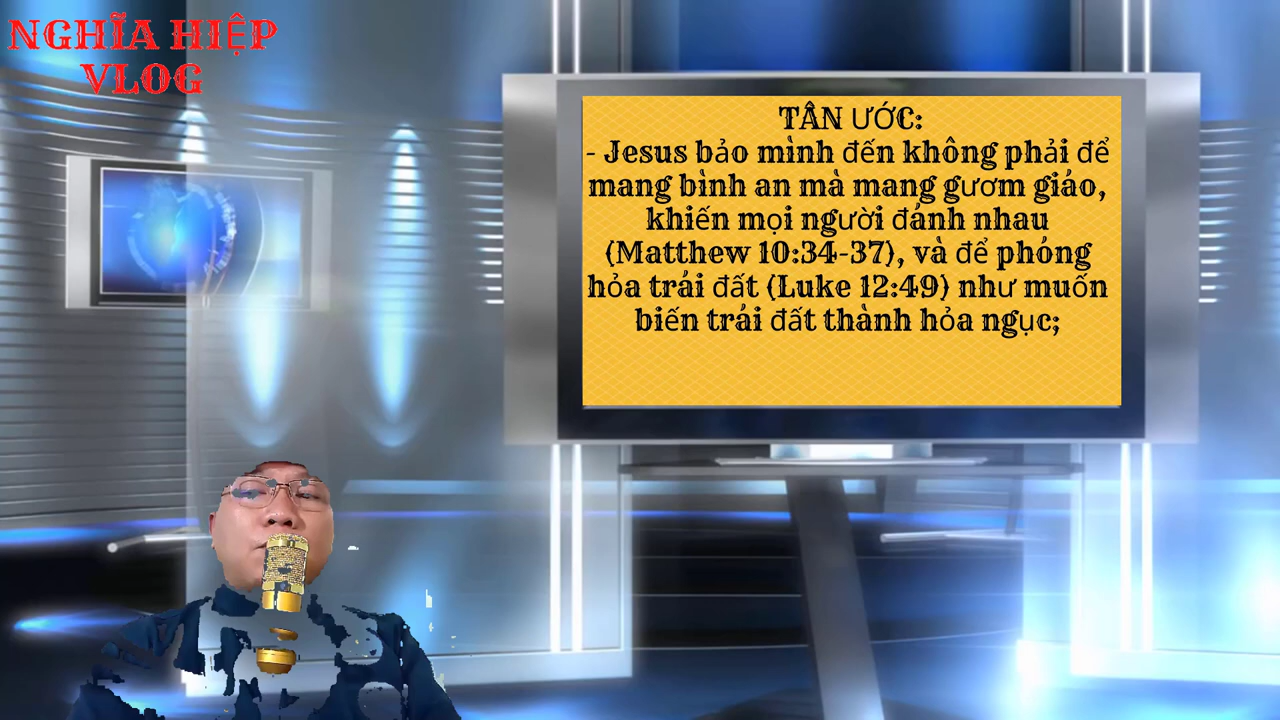 NGHĨA HIỆP
VLOG
TÂN ƯỚC:
- Jesus bảo mình đến không phải để
mang bình an mà mang gươm giáo,
khiến mọi người đánh nhau
(Matthew 10:34-37), và để phóng
hỏa trái đất (Luke 12:49) như muốn
biến trái đất thành hỏa ngục;